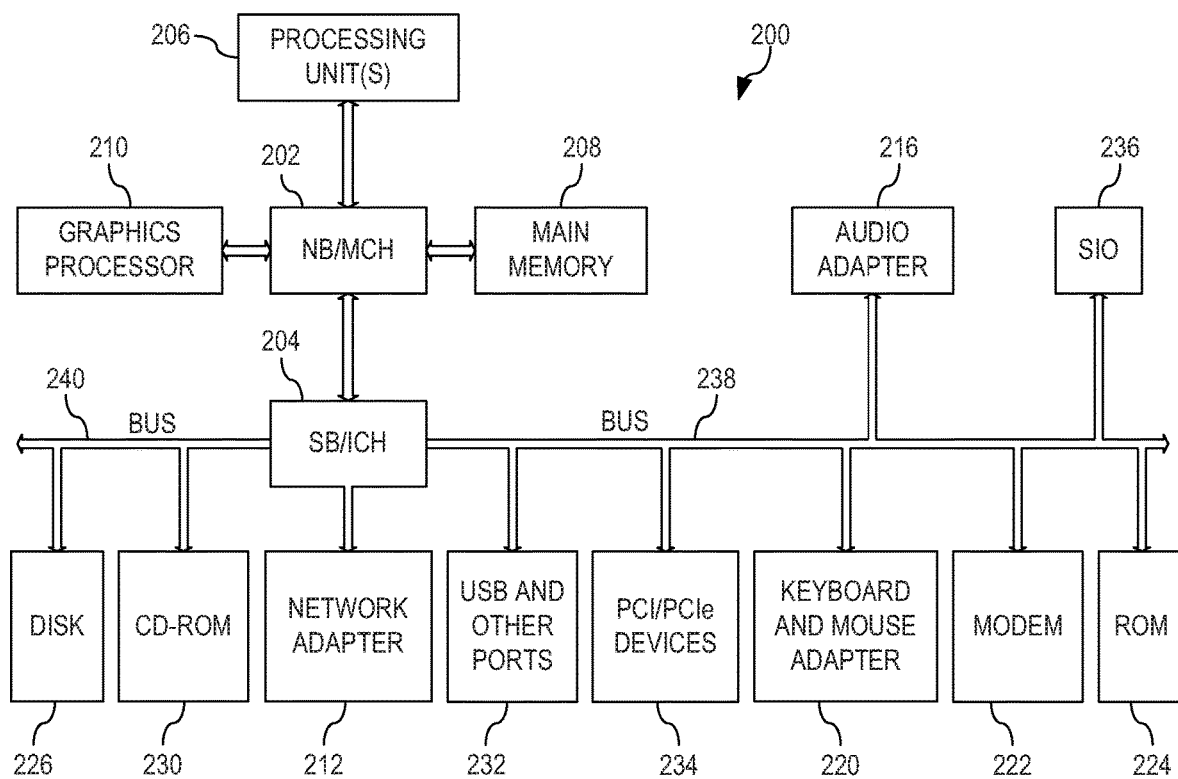 206
PROCESSING
UNIT(S)
200
210
202
208
216
236
GRAPHICS
PROCESSOR
NB/MCH
MAIN
MEMORY
AUDIO
ADAPTER
SIO
204
240
238
BUS
BUS
SB/ICH
DISK
CD-ROM
NETWORK
ADAPTER
USB AND
OTHER
PORTS
PCI/PCIe
DEVICES
KEYBOARD
AND MOUSE
ADAPTER
MODEM
ROM
226
230
212
232
234
220
222
224